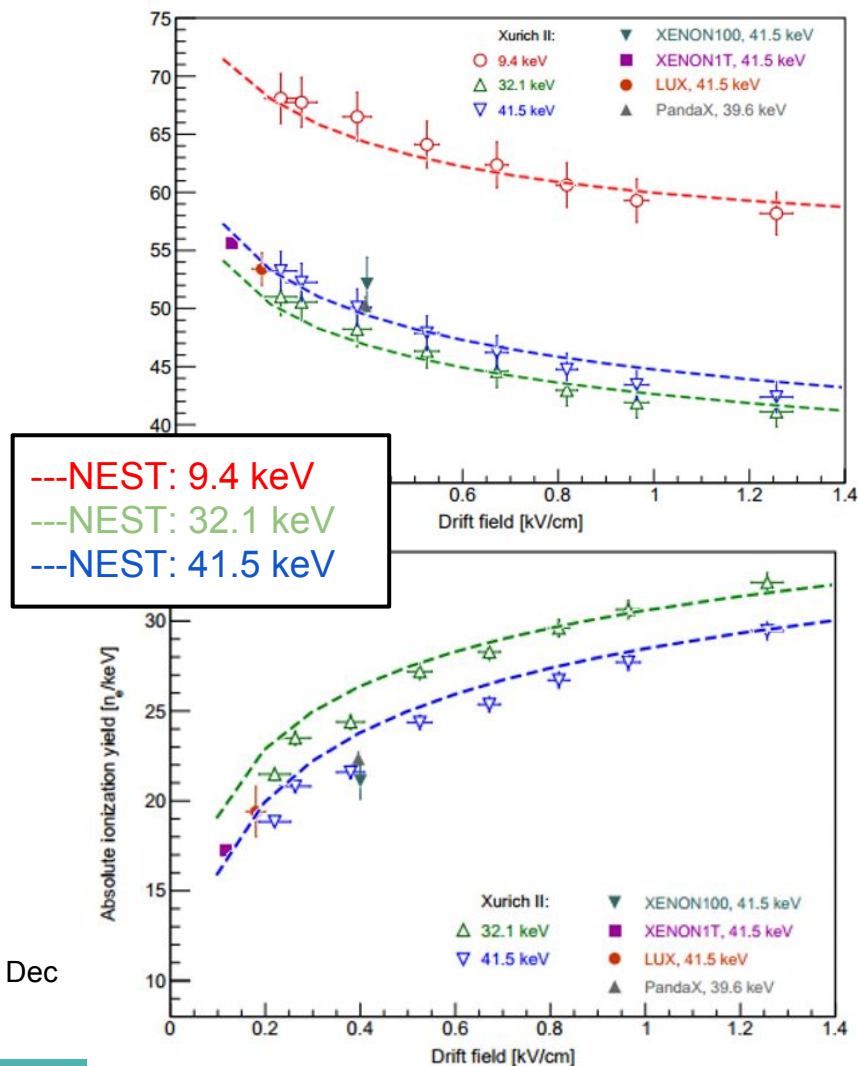 75
70
65
60
55
50
45
40
Xurich II:
9.4 keV
32.1 keV
41.5 keV
XENON100, 41.5 keV
XENON1T, 41.5 keV
LUX, 41.5 keV
PandaX, 39.6 keV
0.6 0.8 1 1.2 1.4
Drift field [kV/cm]
---NEST: 9.4 keV
---NEST: 32.1 keV
---NEST: 41.5 keV
Absolute ionization yield [nₑ/keV]
30
25
20
15
10
Xurich II:
32.1 keV
41.5 keV
XENON100, 41.5 keV
XENON1T, 41.5 keV
LUX, 41.5 keV
PandaX, 39.6 keV
0 0.2 0.4 0.6 0.8 1 1.2 1.4
Drift field [kV/cm]
Dec